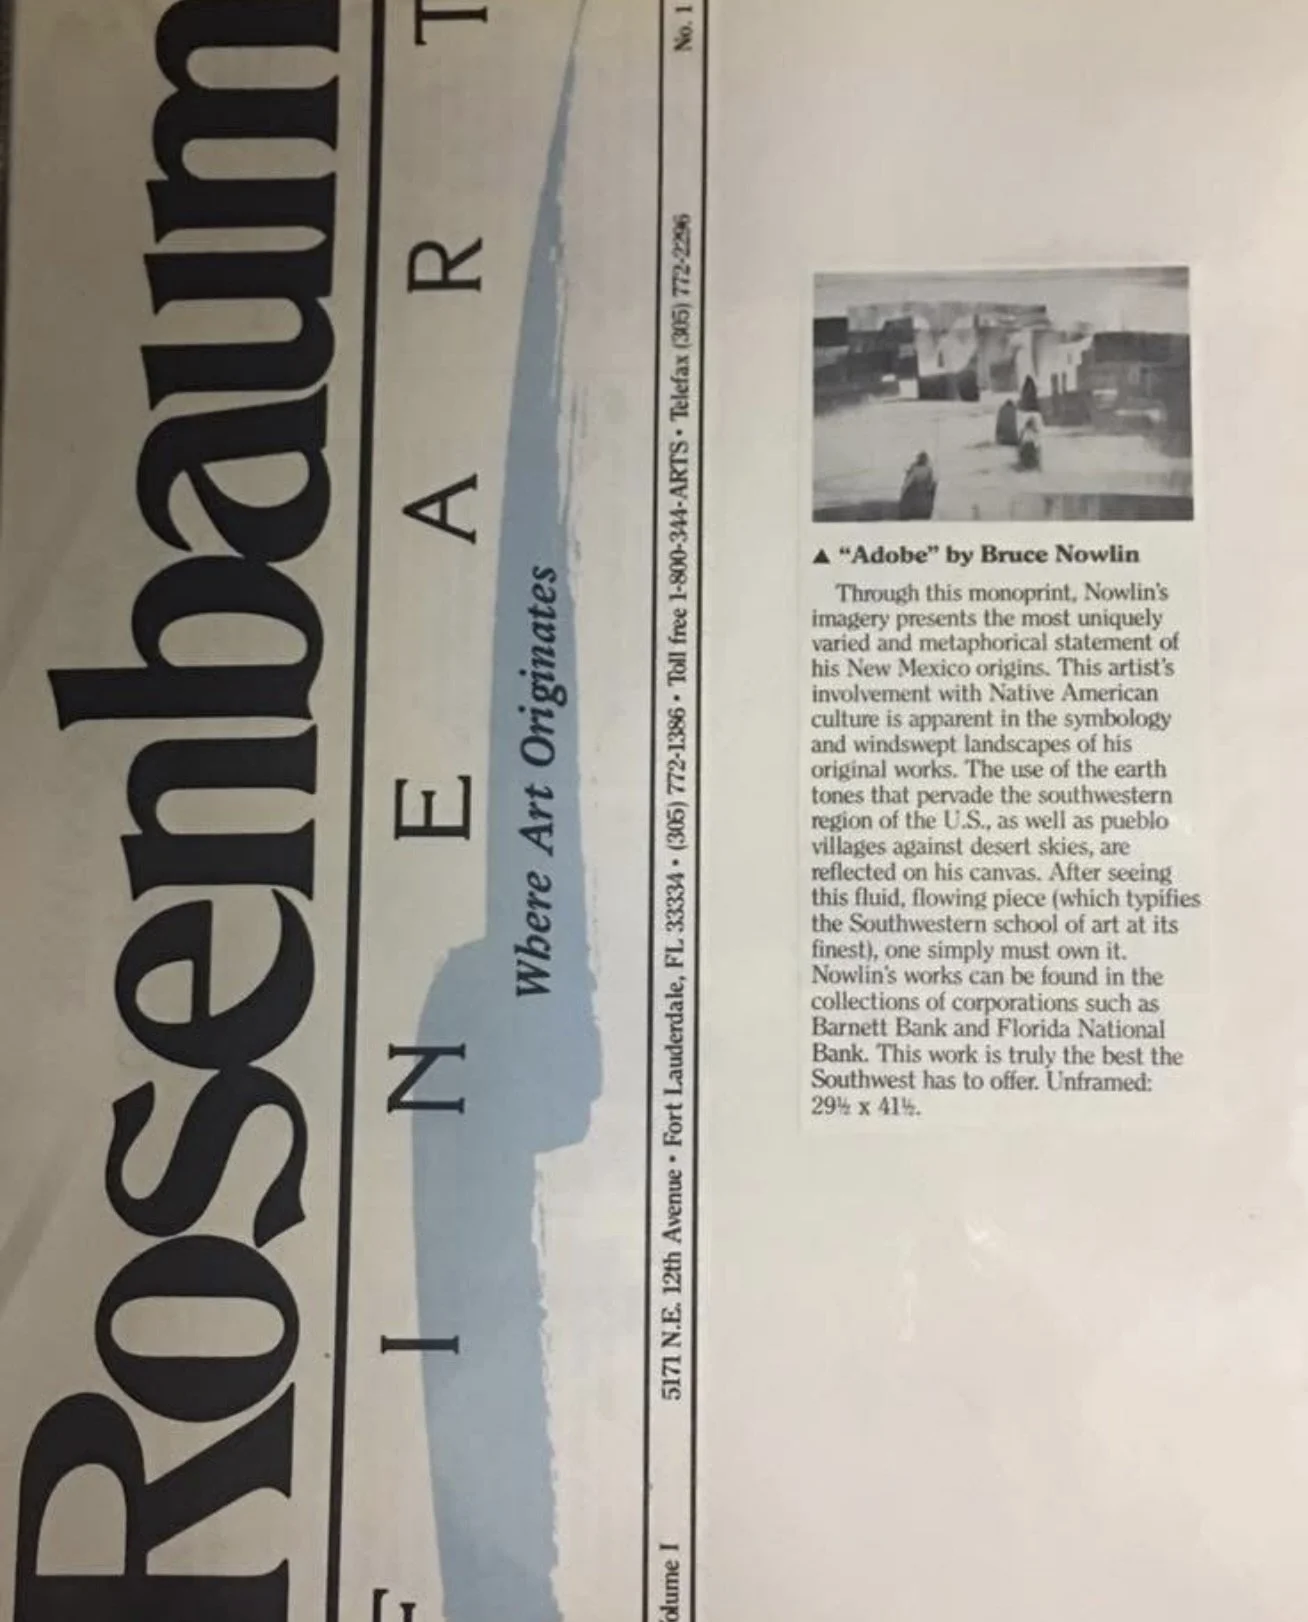 Rosenbaum
FINE ART
Where Art Originates
Volume I 5171 N.E. 12th Avenue • Fort Lauderdale, FL 33334 • (305) 772-1386 • Toll free 1-800-344-ARTS • Telefax (305) 772-2296 No. 1
▲ “Adobe” by Bruce Nowlin
Through this monoprint, Nowlin’s
imagery presents the most uniquely
varied and metaphorical statement of
his New Mexico origins. This artist’s
involvement with Native American
culture is apparent in the symbology
and windswept landscapes of his
original works. The use of the earth
tones that pervade the southwestern
region of the U.S., as well as pueblo
villages against desert skies, are
reflected on his canvas. After seeing
this fluid, flowing piece (which typifies
the Southwestern school of art at its
finest), one simply must own it.
Nowlin’s works can be found in the
collections of corporations such as
Barnett Bank and Florida National
Bank. This work is truly the best the
Southwest has to offer. Unframed:
29½ x 41½.